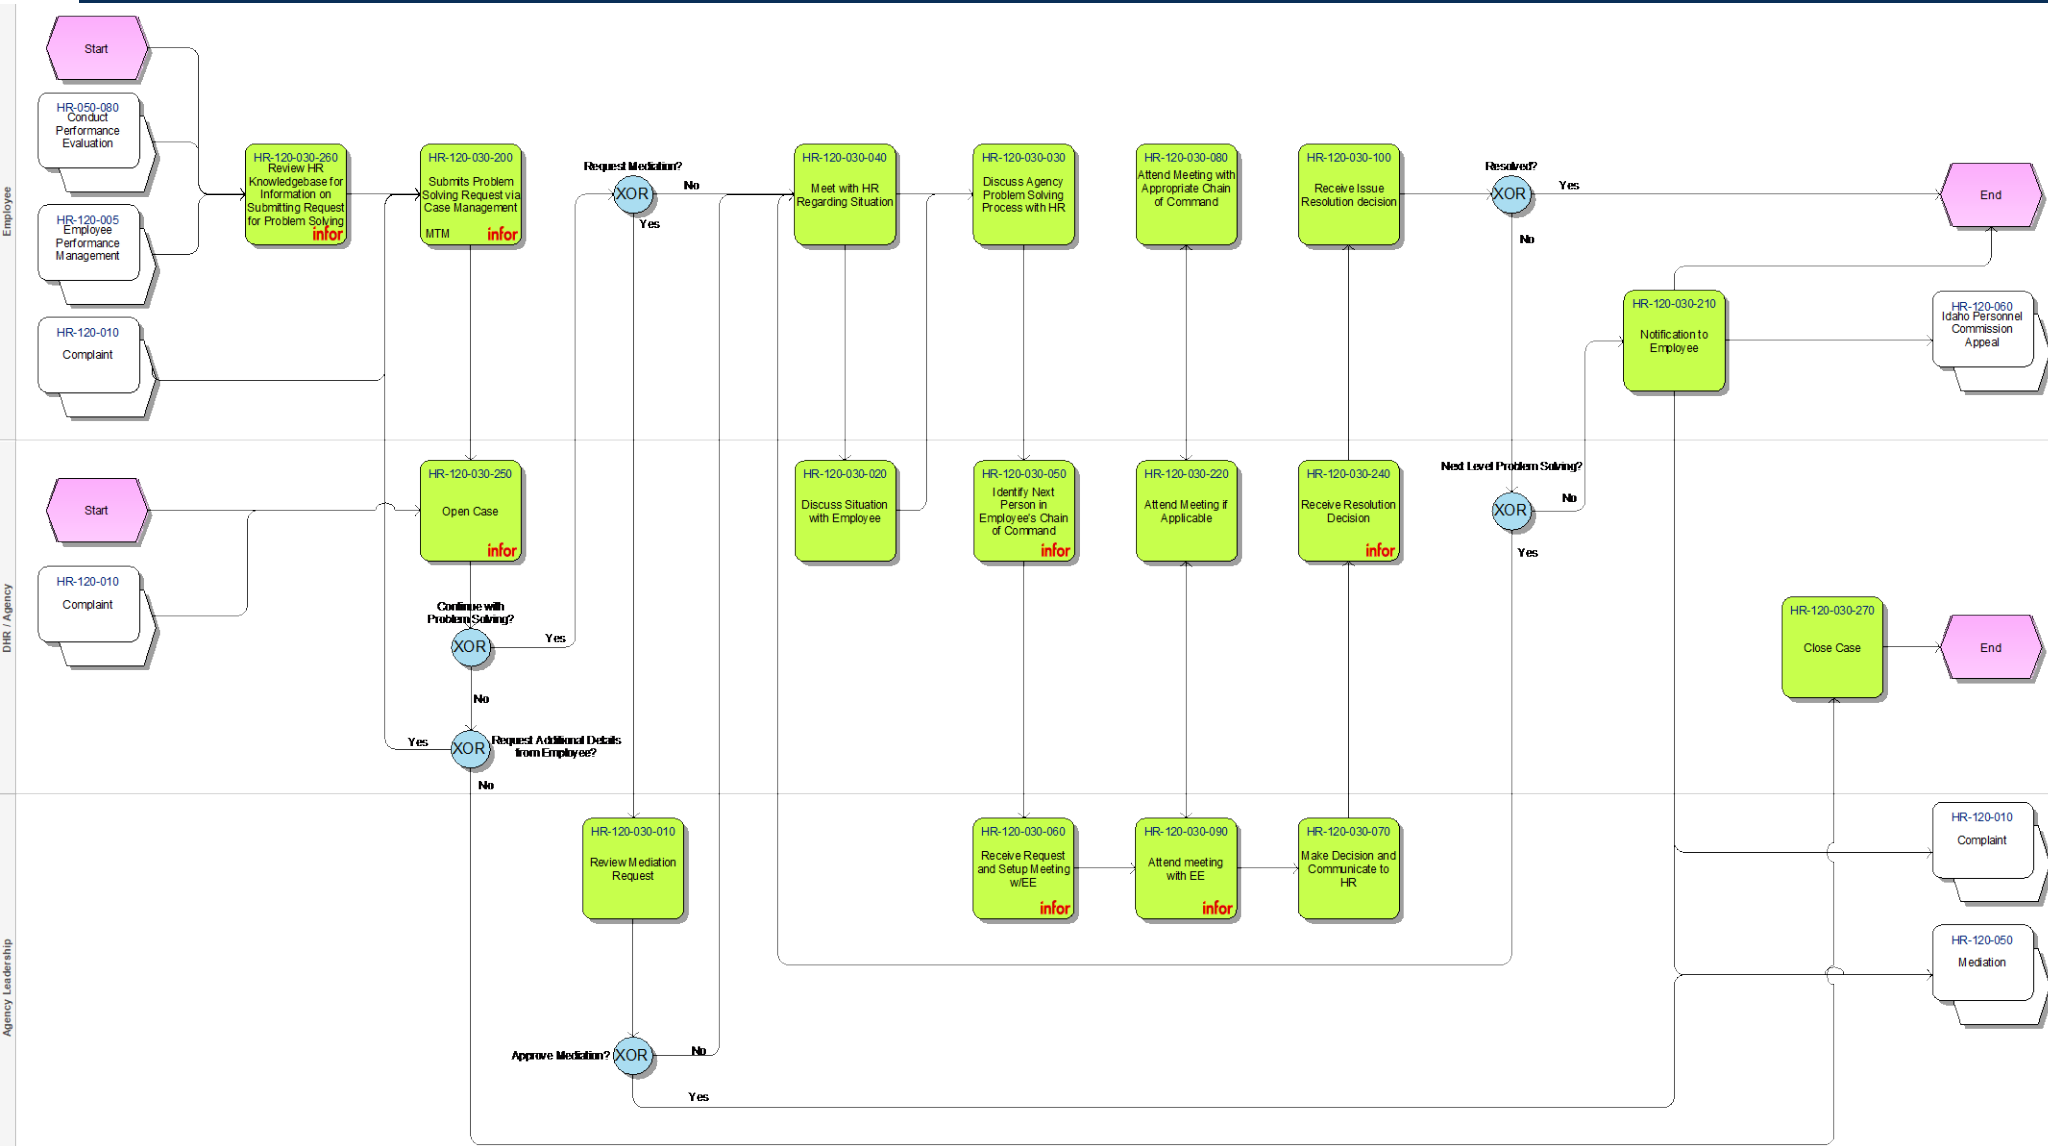 Employee
Start
HR-050-080
Conduct
Performance
Evaluation
HR-120-005
Employee
Performance
Management
HR-120-010
Complaint
HR-120-030-260
Review HR
Knowledgebase for
Information on
Submitting Request
for Problem Solving
infor
HR-120-030-200
Submits Problem
Solving Request via
Case Management
MTM
infor
Request Mediation?
XOR
No
Yes
HR-120-030-040
Meet with HR
Regarding Situation
HR-120-030-030
Discuss Agency
Problem Solving
Process with HR
HR-120-030-080
Attend Meeting with
Appropriate Chain
of Command
HR-120-030-100
Receive Issue
Resolution decision
Resolved?
XOR
Yes
No
End
HR-120-030-210
Notification to
Employee
HR-120-060
Idaho Personnel
Commission
Appeal
DHR / Agency
Start
HR-120-010
Complaint
HR-120-030-250
Open Case
infor
Continue with
Problem Solving?
XOR
Yes
No
XOR
Yes
Request Additional Details
from Employee?
No
HR-120-030-020
Discuss Situation
with Employee
HR-120-030-050
Identify Next
Person in
Employee's Chain
of Command
infor
HR-120-030-220
Attend Meeting if
Applicable
HR-120-030-240
Receive Resolution
Decision
infor
Next Level Problem Solving?
XOR
No
Yes
HR-120-030-270
Close Case
End
Agency Leadership
HR-120-030-010
Review Mediation
Request
HR-120-030-060
Receive Request
and Setup Meeting
w/EE
infor
HR-120-030-090
Attend meeting
with EE
infor
HR-120-030-070
Make Decision and
Communicate to
HR
HR-120-010
Complaint
HR-120-050
Mediation
Approve Mediation?
XOR
No
Yes